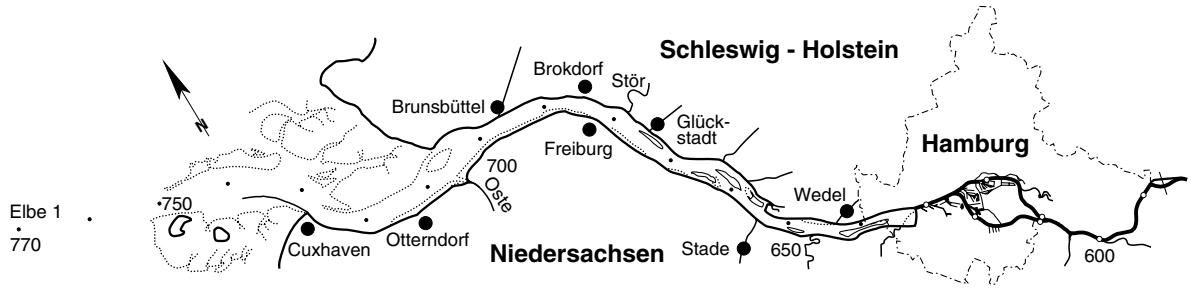 Schleswig - Holstein
Brokdorf
Stör
Brunsbüttel
Glück-
stadt
N
Freiburg
Hamburg
700
Oste
Wedel
750
Elbe 1
770
Cuxhaven
Otterndorf
Niedersachsen
Stade
650
600